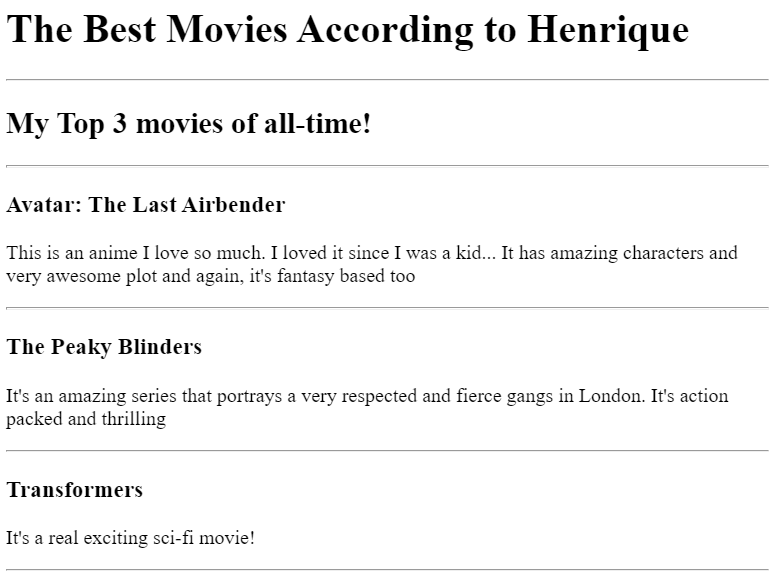 The Best Movies According to Henrique
My Top 3 movies of all-time!
Avatar: The Last Airbender
This is an anime I love so much. I loved it since I was a kid... It has amazing characters and
very awesome plot and again, it's fantasy based too
The Peaky Blinders
It's an amazing series that portrays a very respected and fierce gangs in London. It's action
packed and thrilling
Transformers
It's a real exciting sci-fi movie!